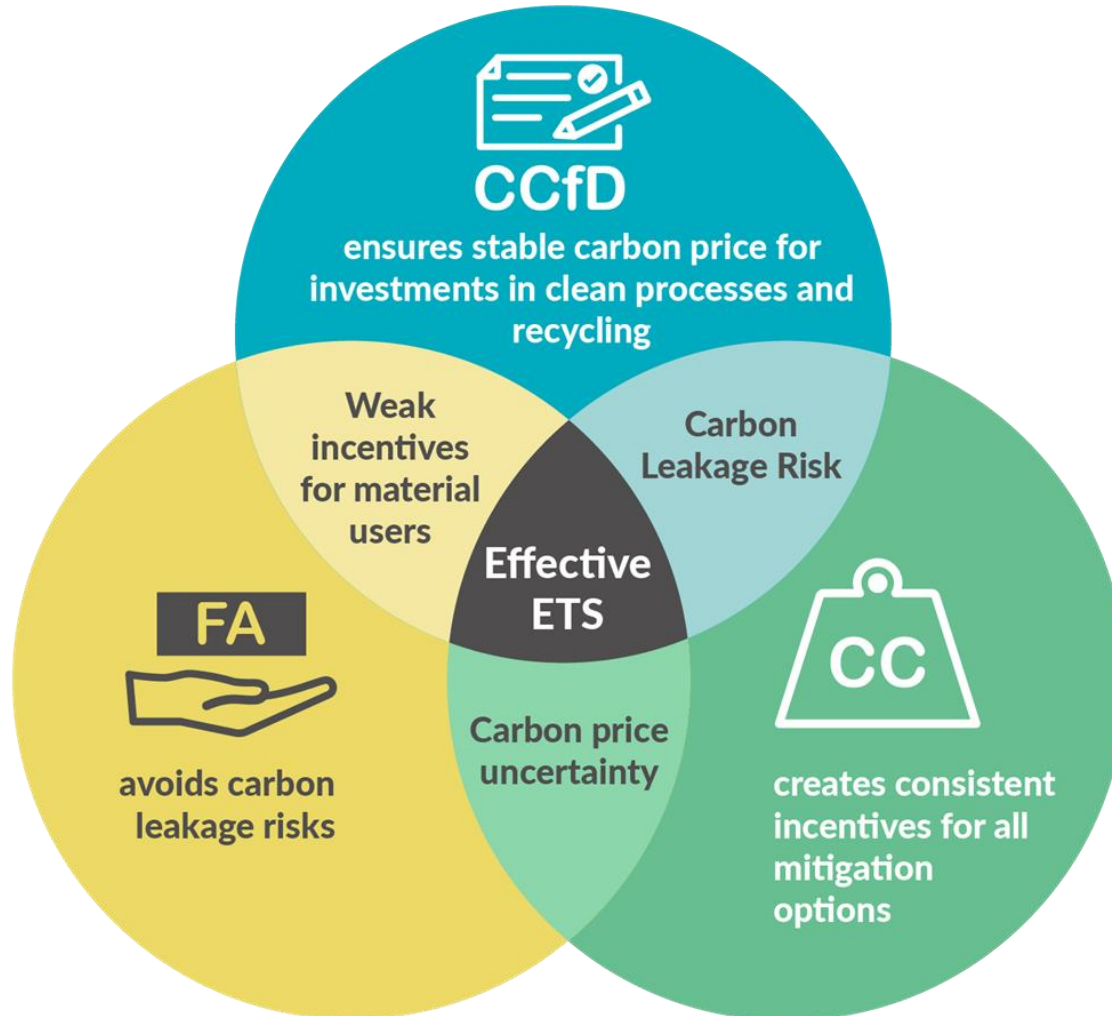 CCfD
ensures stable carbon price for
investments in clean processes and
recycling
Weak
incentives
for material
users
Carbon
Leakage Risk
Effective
ETS
FA
avoids carbon
leakage risks
Carbon price
uncertainty
CC
creates consistent
incentives for all
mitigation
options